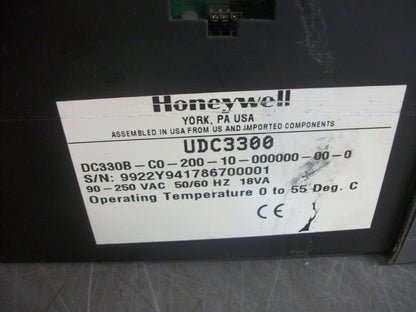 Honeywell
YORK, PA USA
ASSEMBLED IN USA FROM US AND IMPORTED COMPONENTS
UDC3300
DC330B-C0-200-10-000000-00-0
S/N: 9922Y941786700001
90-250 VAC 50/60 HZ 18VA
Operating Temperature 0 to 55 Deg. C
CE